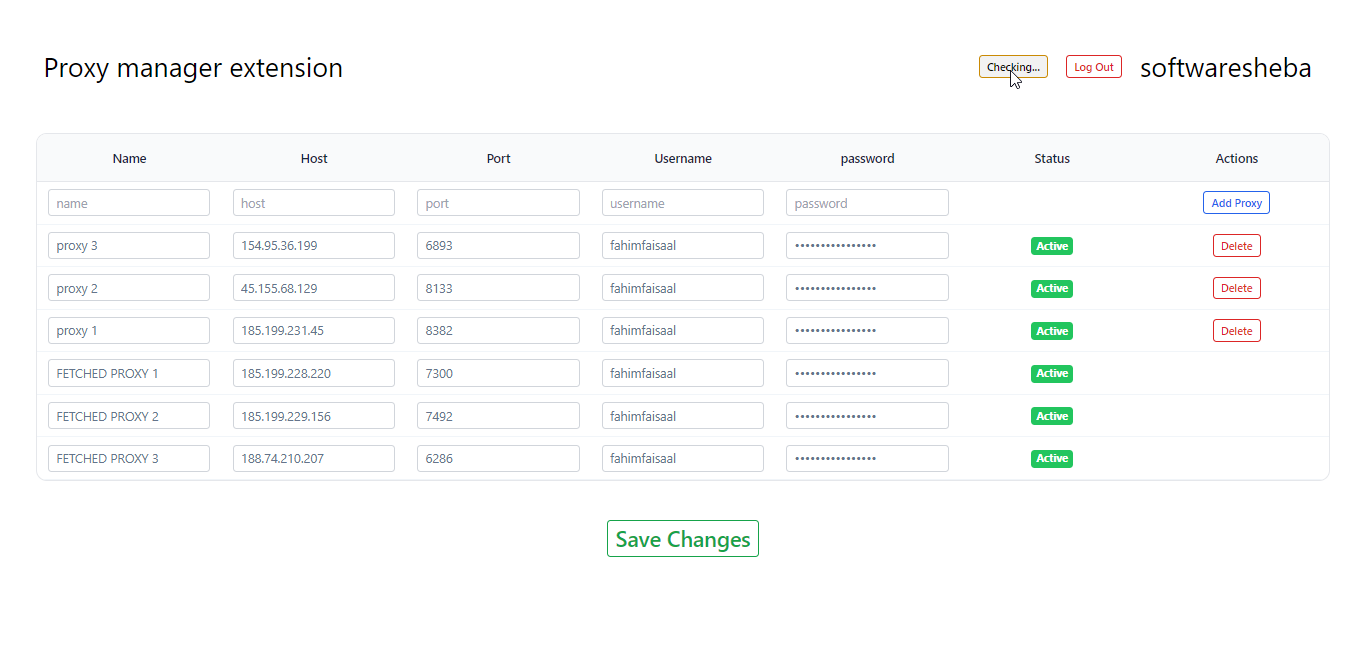 Proxy manager extension Checking... Log Out softwaresheba
Name Host Port Username password Status Actions
name host port username password Add Proxy
proxy 3 154.95.36.199 6893 fahimfaisaal •••••••••••••••• Active Delete
proxy 2 45.155.68.129 8133 fahimfaisaal •••••••••••••••• Active Delete
proxy 1 185.199.231.45 8382 fahimfaisaal •••••••••••••••• Active Delete
FETCHED PROXY 1 185.199.228.220 7300 fahimfaisaal •••••••••••••••• Active
FETCHED PROXY 2 185.199.229.156 7492 fahimfaisaal •••••••••••••••• Active
FETCHED PROXY 3 188.74.210.207 6286 fahimfaisaal •••••••••••••••• Active
Save Changes